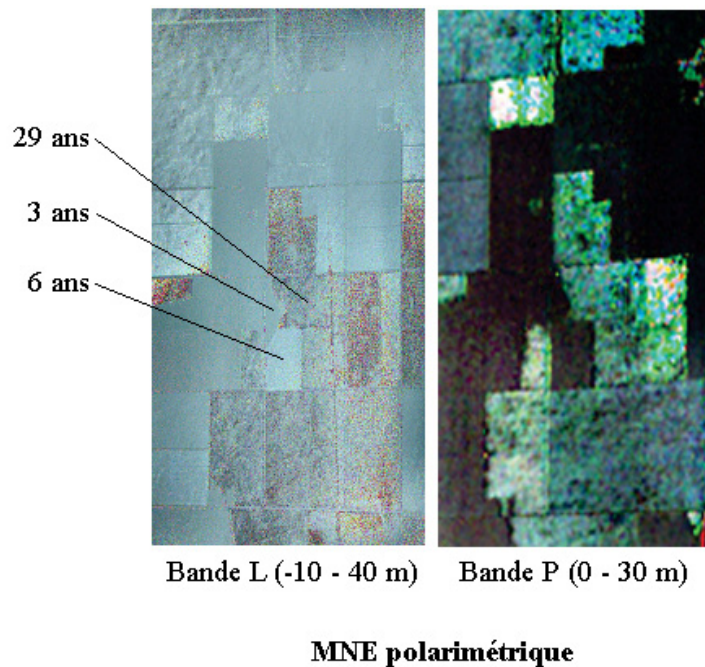 29 ans
3 ans
6 ans
Bande L (-10 - 40 m)
Bande P (0 - 30 m)
MNE polarimétrique